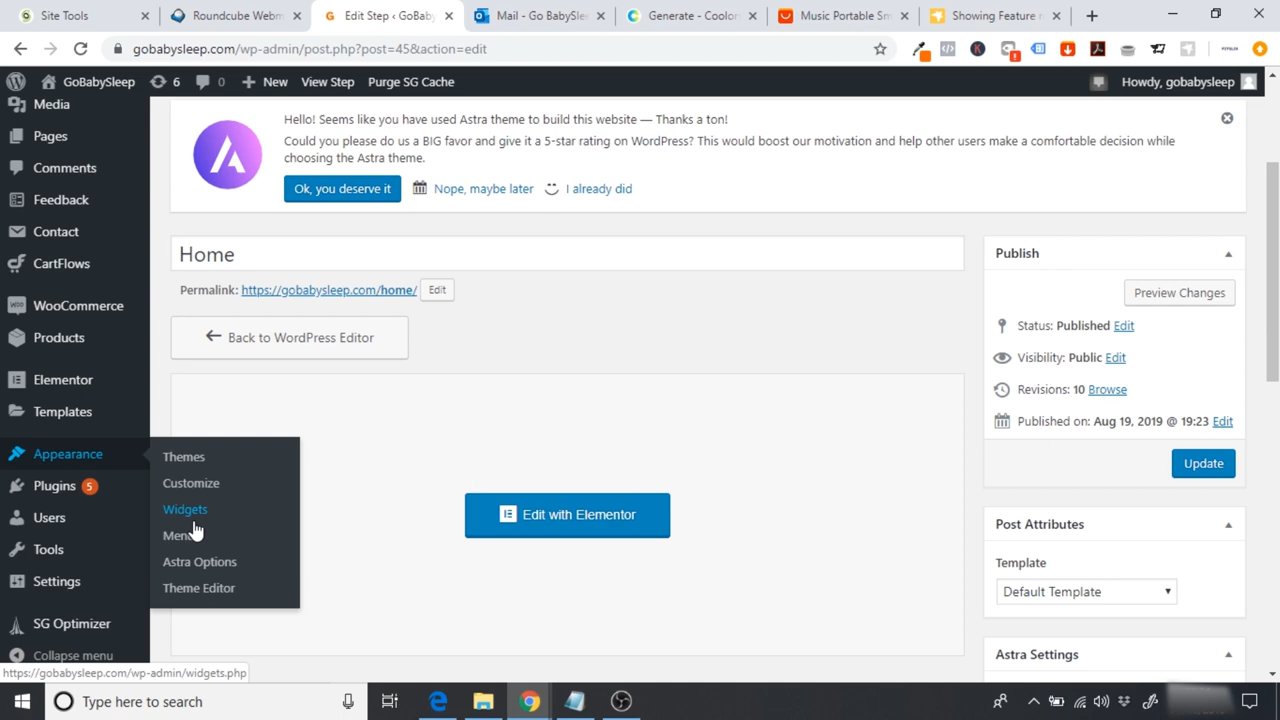 Site Tools
Roundcube Webm
Edit Step ‹ GoBaby
Mail - Go BabySlee
Generate - Coolor
Music Portable Sm
Showing Feature r
gobabysleep.com/wp-admin/post.php?post=45&action=edit
GoBabySleep 6 0 New View Step Purge SG Cache Howdy, gobabysleep
Media
Pages
Comments
Feedback
Contact
CartFlows
WooCommerce
Products
Elementor
Templates
Appearance
Plugins 5
Users
Tools
Settings
SG Optimizer
Collapse menu
Themes
Customize
Widgets
Men
Astra Options
Theme Editor
Hello! Seems like you have used Astra theme to build this website — Thanks a ton!
Could you please do us a BIG favor and give it a 5-star rating on WordPress? This would boost our motivation and help other users make a comfortable decision while
choosing the Astra theme.
Ok, you deserve it Nope, maybe later I already did
Home
Permalink: https://gobabysleep.com/home/ Edit
Back to WordPress Editor
Edit with Elementor
Publish
Preview Changes
Status: Published Edit
Visibility: Public Edit
Revisions: 10 Browse
Published on: Aug 19, 2019 @ 19:23 Edit
Update
Post Attributes
Template
Default Template
Astra Settings
https://gobabysleep.com/wp-admin/widgets.php
Type here to search